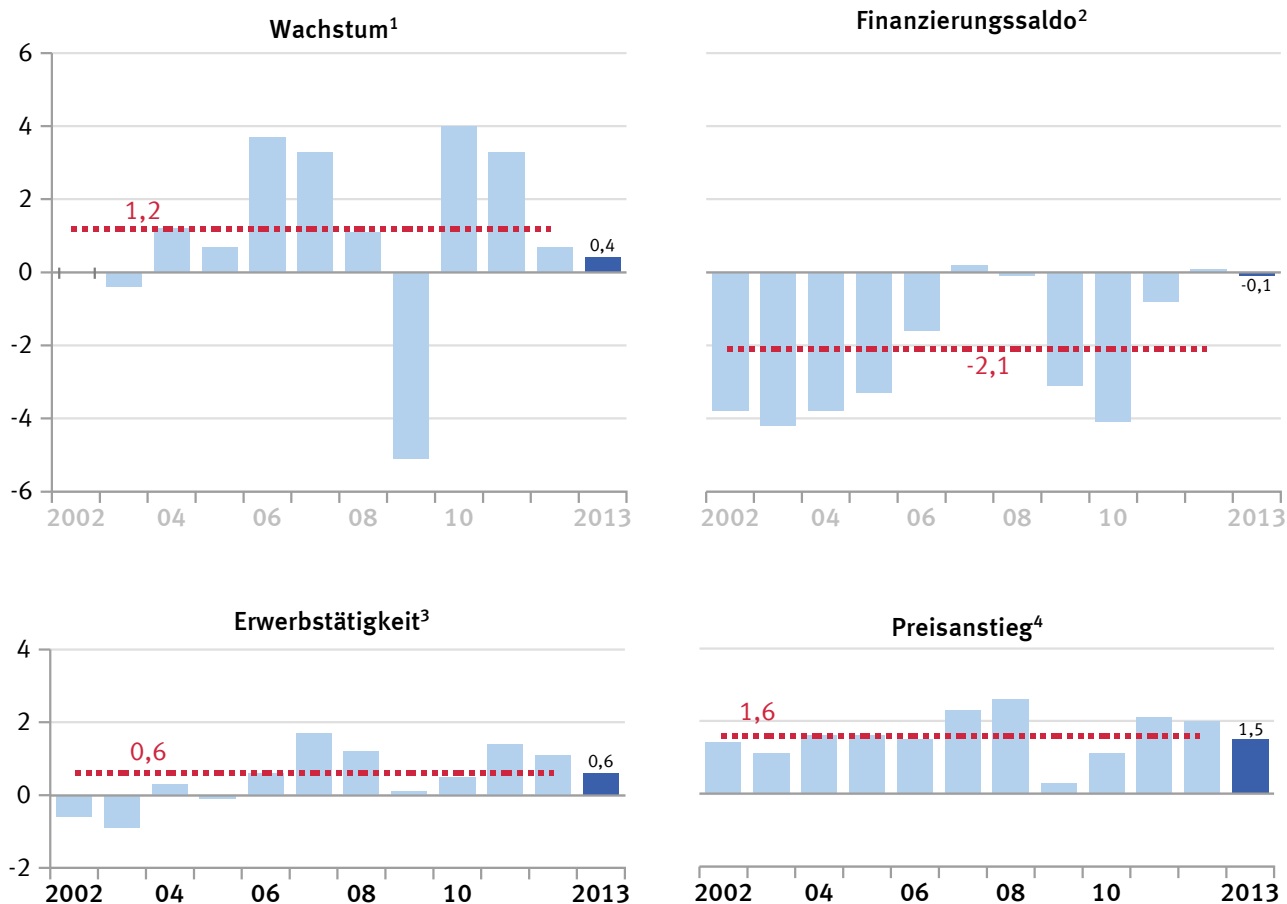 Wachstum¹
6
4
2
0
-2
-4
-6
1,2
0,4
2002 04 06 08 10 2013
Finanzierungssaldo²
-2,1
-0,1
2002 04 06 08 10 2013
Erwerbstätigkeit³
4
2
0
-2
0,6
0,6
2002 04 06 08 10 2013
Preisanstieg⁴
1,6
1,5
2002 04 06 08 10 2013